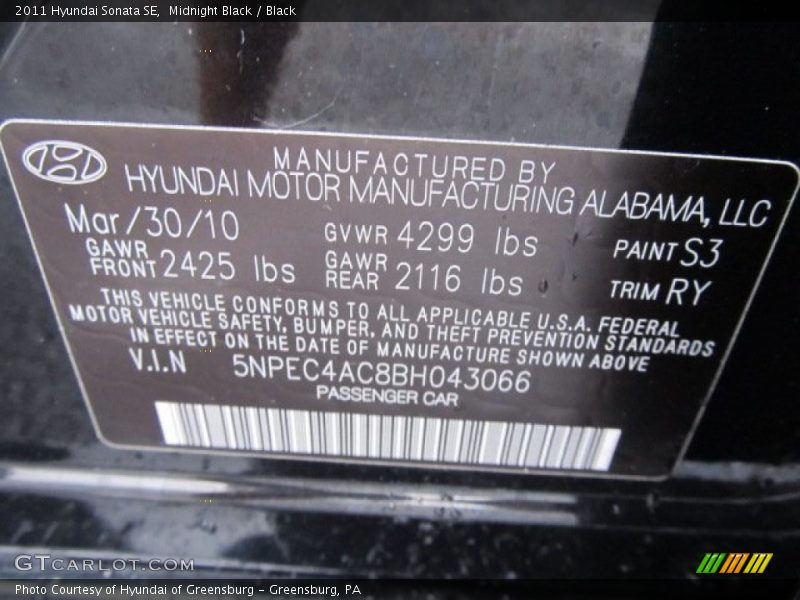 2011 Hyundai Sonata SE,  Midnight Black / Black
MANUFACTURED BY
HYUNDAI MOTOR MANUFACTURING ALABAMA, LLC
Mar/30/10 GVWR 4299 lbs PAINT S3
GAWR FRONT 2425 lbs GAWR REAR 2116 lbs TRIM RY
THIS VEHICLE CONFORMS TO ALL APPLICABLE U.S.A. FEDERAL
MOTOR VEHICLE SAFETY, BUMPER, AND THEFT PREVENTION STANDARDS
IN EFFECT ON THE DATE OF MANUFACTURE SHOWN ABOVE
V.I.N 5NPEC4AC8BH043066
PASSENGER CAR
GTCARLOT.COM
Photo Courtesy of Hyundai of Greensburg - Greensburg, PA